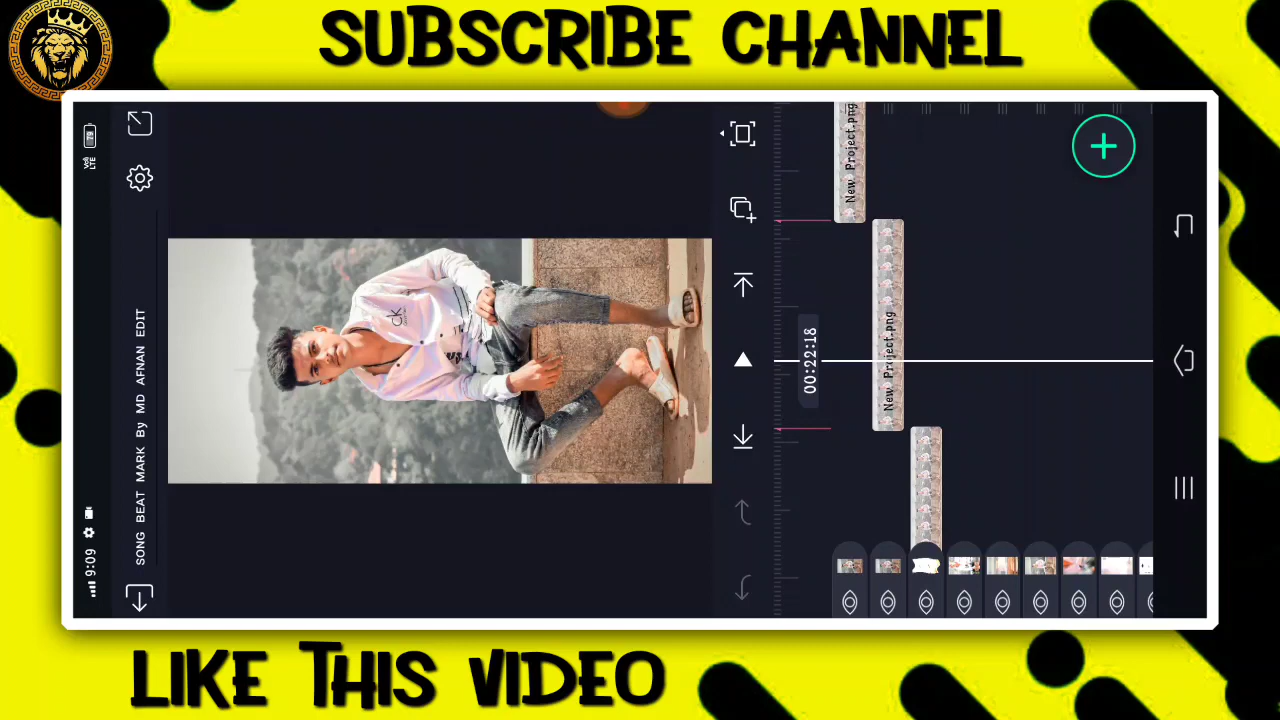 SUBSCRIBE CHANNEL
9:09
SONG BEAT MARK By MD AFNAN EDIT
dk
00:22:18
New Project.png
New Project.png
LIKE THIS VIDEO